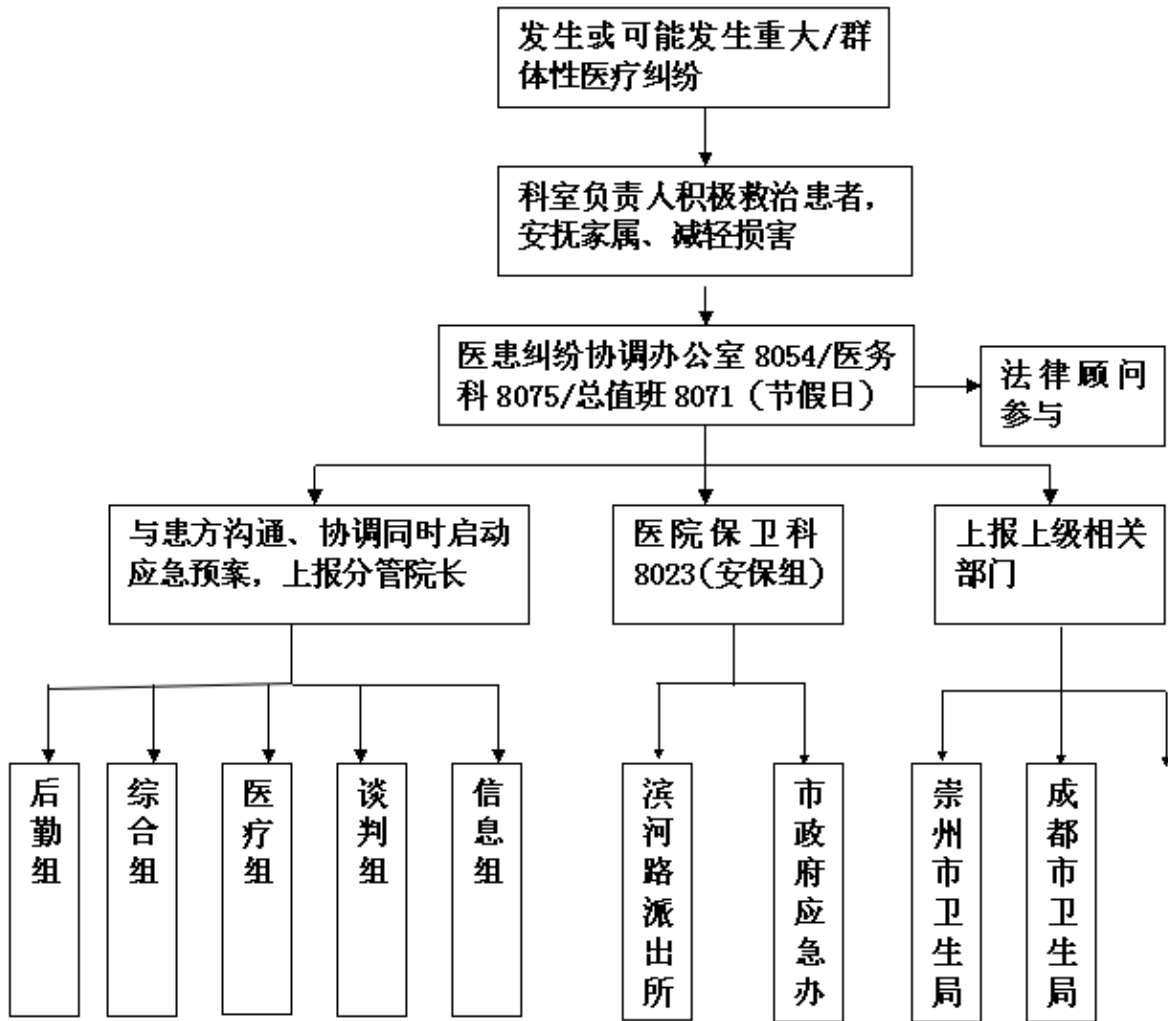 发生或可能发生重大/群
体性医疗纠纷
科室负责人积极救治患者，
安抚家属、减轻损害
医患纠纷协调办公室 8054/医务
科 8075/总值班 8071（节假日）
法律顾问
参与
与患方沟通、协调同时启动
应急预案，上报分管院长
医院保卫科
8023(安保组)
上报上级相关
部门
后勤组
综合组
医疗组
谈判组
信息组
滨河路派出所
市政府应急办
崇州市卫生局
成都市卫生局